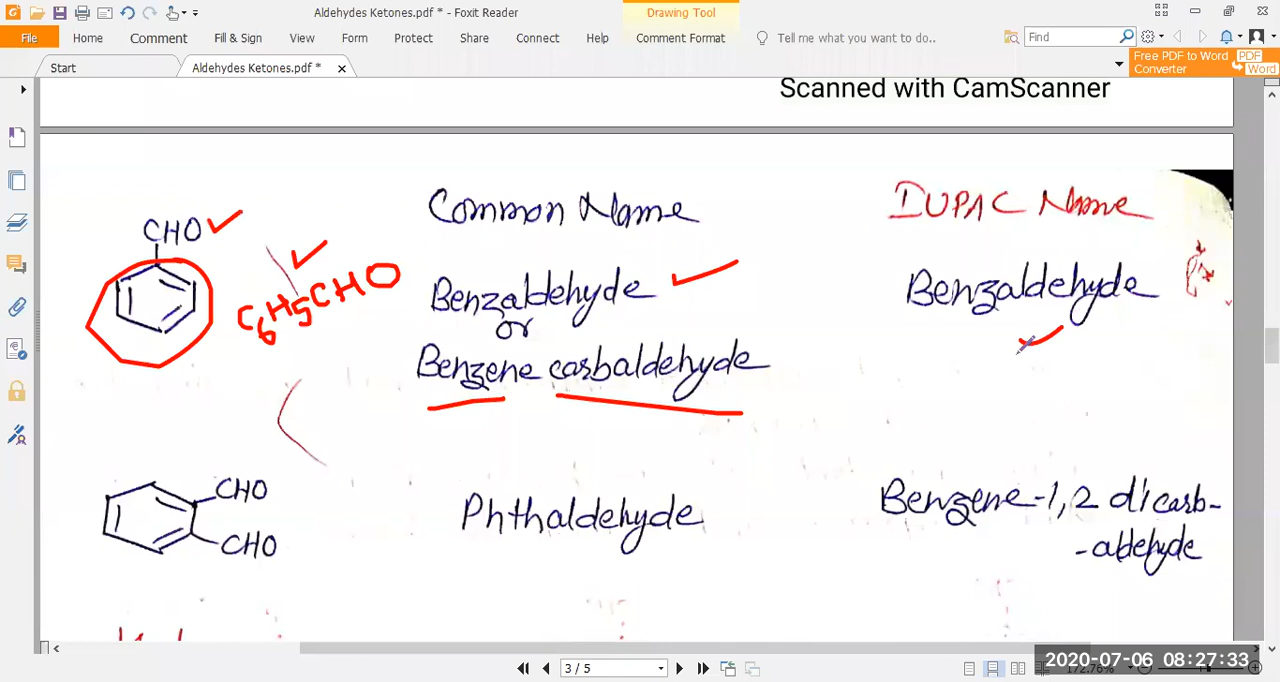 Aldehydes Ketones.pdf * - Foxit Reader
Drawing Tool
File Home Comment Fill & Sign View Form Protect Share Connect Help Comment Format Tell me what you want to do.. Find
Start Aldehydes Ketones.pdf * Free PDF to Word Converter PDF Word
Scanned with CamScanner
Common Name IUPAC Name
CHO
C6H5CHO Benzaldehyde Benzaldehyde
or
Benzene carbaldehyde
CHO Phthaldehyde Benzene-1,2 dicarb-
CHO -aldehyde
3 / 5
172.76%
2020-07-06 08:27:33